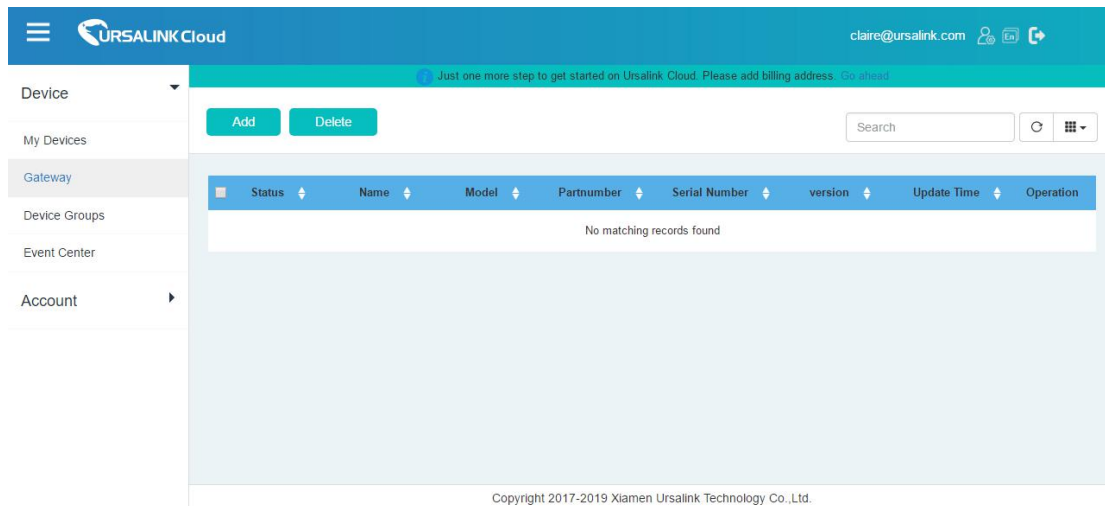 URSALINK Cloud
claire@ursalink.com En
Just one more step to get started on Ursalink Cloud. Please add billing address. Go ahead
Device
Add Delete
Search
My Devices
Gateway
Status Name Model Partnumber Serial Number version Update Time Operation
Device Groups
No matching records found
Event Center
Account
Copyright 2017-2019 Xiamen Ursalink Technology Co.,Ltd.